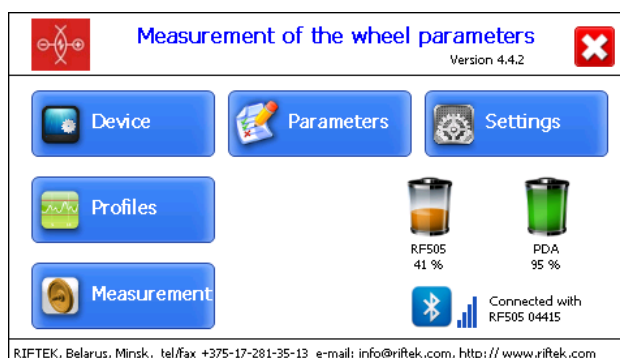 Measurement of the wheel parameters
Version 4.4.2
Device
Parameters
Settings
Profiles
RF505
41 %
PDA
95 %
Measurement
Connected with
RF505 04415
RIFTEK, Belarus, Minsk, tel/fax +375-17-281-35-13 e-mail: info@riftek.com, http:// www.riftek.com